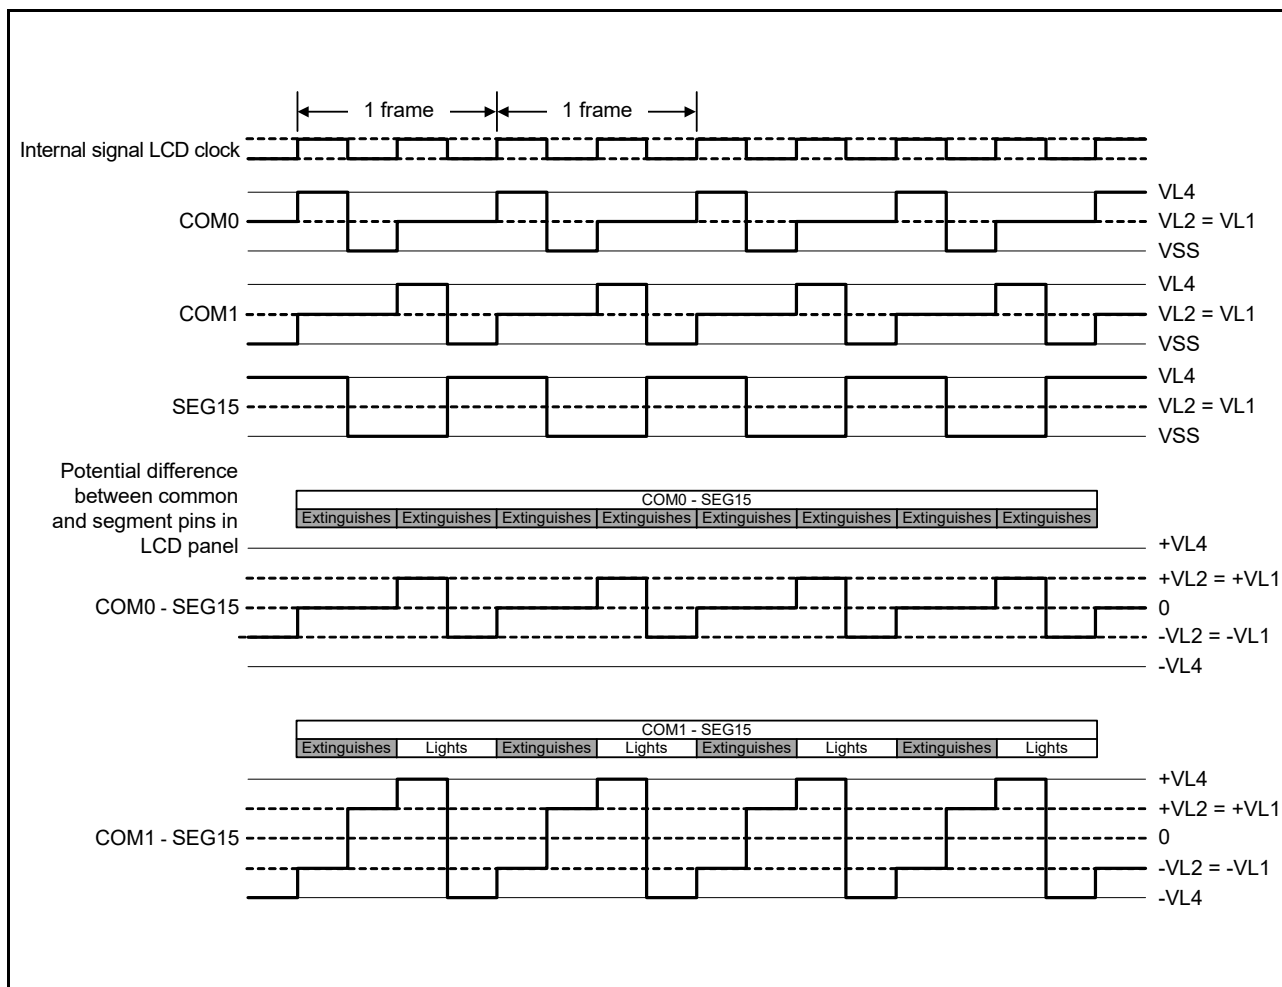 1 frame 1 frame
Internal signal LCD clock
VL4
COM0 VL2 = VL1
VSS
VL4
COM1 VL2 = VL1
VSS
VL4
SEG15 VL2 = VL1
VSS
Potential difference
between common
and segment pins in
LCD panel
COM0 - SEG15
Extinguishes Extinguishes Extinguishes Extinguishes Extinguishes Extinguishes Extinguishes Extinguishes
+VL4
+VL2 = +VL1
COM0 - SEG15 0
-VL2 = -VL1
-VL4
COM1 - SEG15
Extinguishes Lights Extinguishes Lights Extinguishes Lights Extinguishes Lights
+VL4
+VL2 = +VL1
COM1 - SEG15 0
-VL2 = -VL1
-VL4